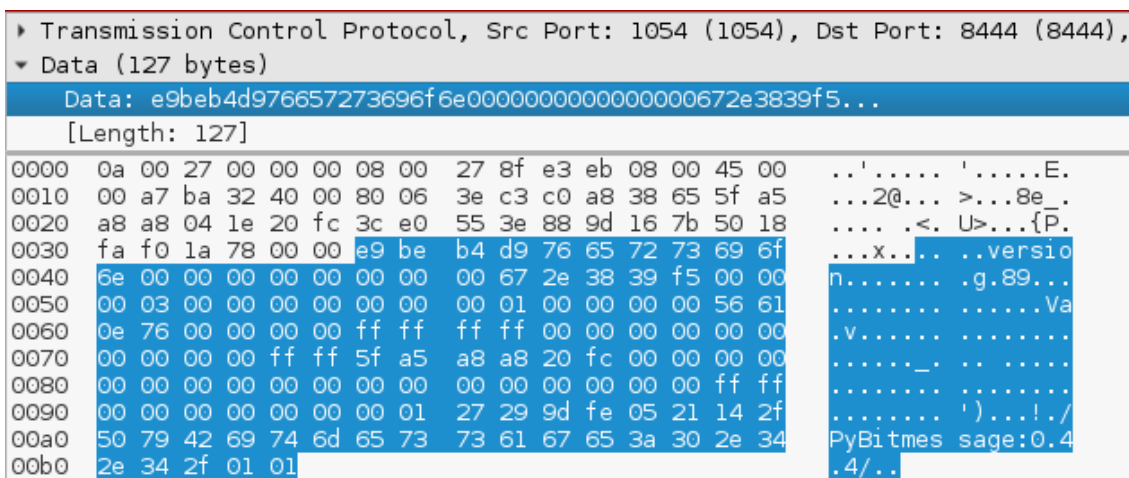 ▸ Transmission Control Protocol, Src Port: 1054 (1054), Dst Port: 8444 (8444),
▾ Data (127 bytes)
Data: e9beb4d976657273696f6e0000000000000000672e3839f5...
[Length: 127]
0000 0a 00 27 00 00 00 08 00 27 8f e3 eb 08 00 45 00 ..'..... '.....E.
0010 00 a7 ba 32 40 00 80 06 3e c3 c0 a8 38 65 5f a5 ...2@... >...8e_.
0020 a8 a8 04 1e 20 fc 3c e0 55 3e 88 9d 16 7b 50 18 .... .<. U>...{P.
0030 fa f0 1a 78 00 00 e9 be b4 d9 76 65 72 73 69 6f ...x.... ..versio
0040 6e 00 00 00 00 00 00 00 00 67 2e 38 39 f5 00 00 n....... .g.89...
0050 00 03 00 00 00 00 00 00 00 01 00 00 00 00 56 61 ........ ......Va
0060 0e 76 00 00 00 00 ff ff ff ff 00 00 00 00 00 00 .v...... ........
0070 00 00 00 00 ff ff 5f a5 a8 a8 20 fc 00 00 00 00 ......_. .. .....
0080 00 00 00 00 00 00 00 00 00 00 00 00 00 00 ff ff ........ ........
0090 00 00 00 00 00 00 00 01 27 29 9d fe 05 21 14 2f ........ ')...!./
00a0 50 79 42 69 74 6d 65 73 73 61 67 65 3a 30 2e 34 PyBitmes sage:0.4
00b0 2e 34 2f 01 01 .4/..